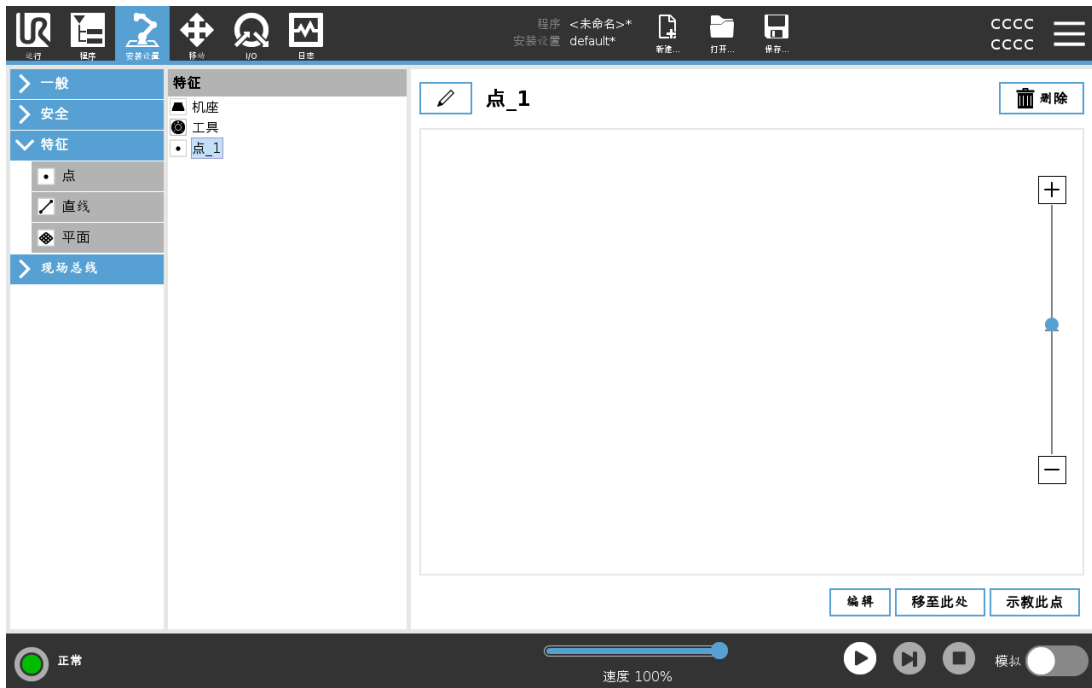 UR
程序 <未命名>*
安装设置 default*
CCCC
CCCC
运行
程序
安装设置
移动
I/O
日志
新建...
打开...
保存...
一般
安全
特征
点
直线
平面
现场总线
特征
机座
工具
点_1
点_1
删除
编辑
移至此处
示教此点
正常
速度 100%
模拟